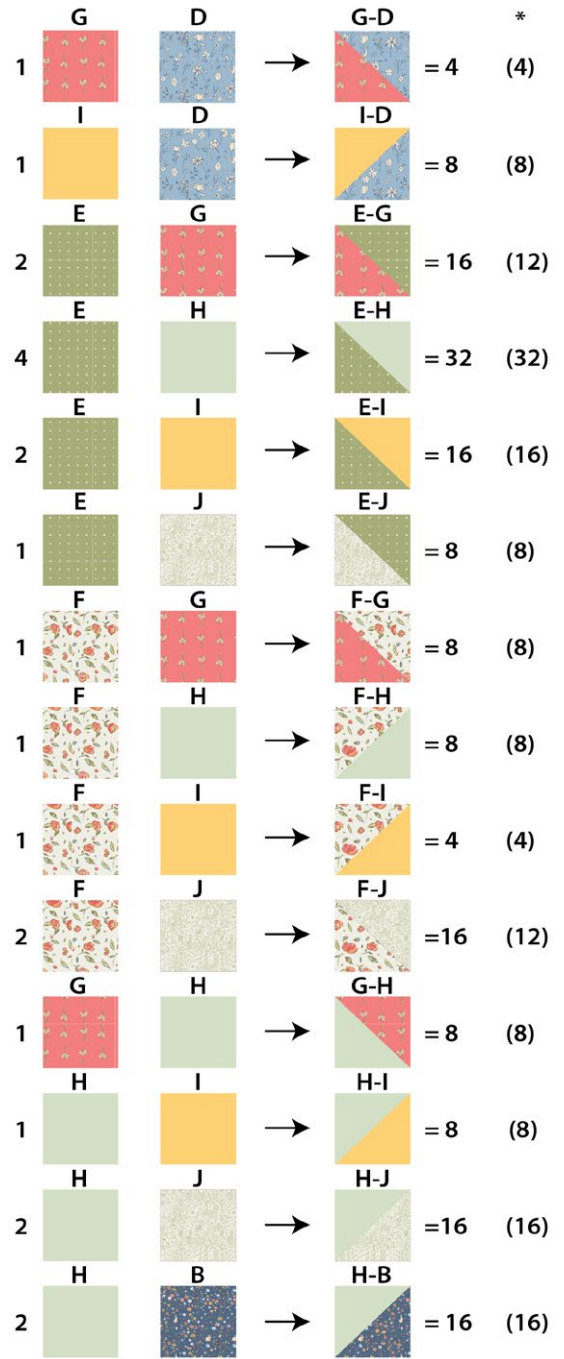 G D G-D *
1 = 4 (4)
I D I-D
1 = 8 (8)
E G E-G
2 = 16 (12)
E H E-H
4 = 32 (32)
E I E-I
2 = 16 (16)
E J E-J
1 = 8 (8)
F G F-G
1 = 8 (8)
F H F-H
1 = 8 (8)
F I F-I
1 = 4 (4)
F J F-J
2 =16 (12)
G H G-H
1 = 8 (8)
H I H-I
1 = 8 (8)
H J H-J
2 =16 (16)
H B H-B
2 = 16 (16)